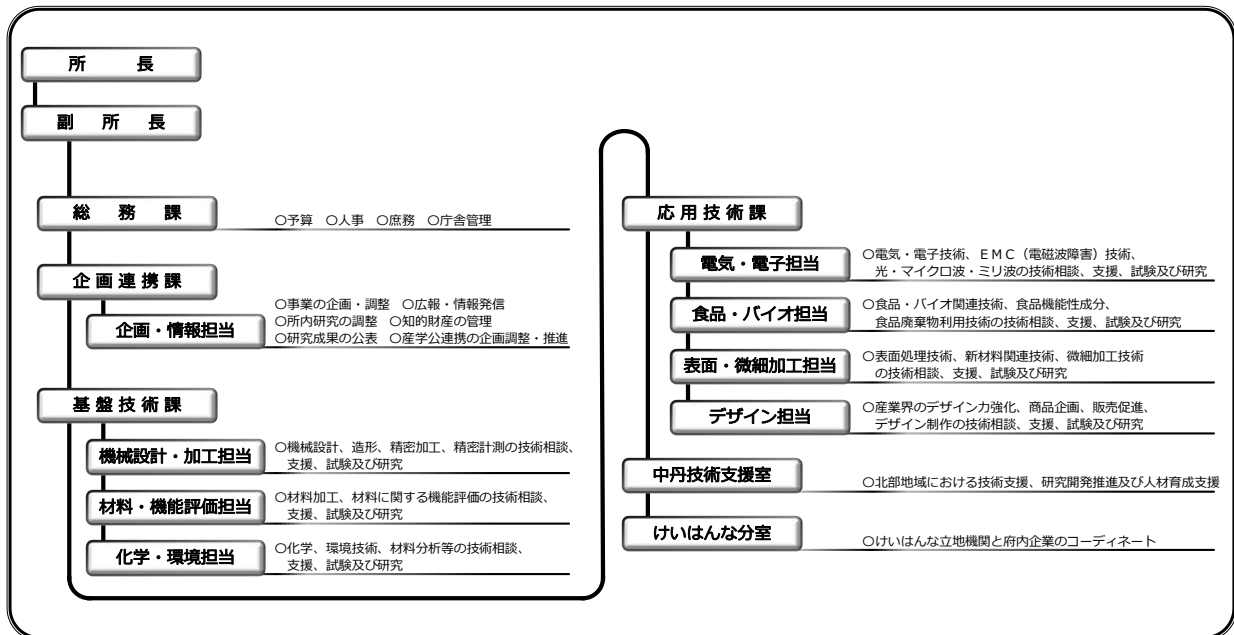 所長
副所長
総務課
○予算 ○人事 ○庶務 ○庁舎管理
企画連携課
企画・情報担当
○事業の企画・調整 ○広報・情報発信
○所内研究の調整 ○知的財産の管理
○研究成果の公表 ○産学公連携の企画調整・推進
基盤技術課
機械設計・加工担当
○機械設計、造形、精密加工、精密計測の技術相談、
支援、試験及び研究
材料・機能評価担当
○材料加工、材料に関する機能評価の技術相談、
支援、試験及び研究
化学・環境担当
○化学、環境技術、材料分析等の技術相談、
支援、試験及び研究
応用技術課
電気・電子担当
○電気・電子技術、EMC（電磁波障害）技術、
光・マイクロ波・ミリ波の技術相談、支援、試験及び研究
食品・バイオ担当
○食品・バイオ関連技術、食品機能性成分、
食品廃棄物利用技術の技術相談、支援、試験及び研究
表面・微細加工担当
○表面処理技術、新材料関連技術、微細加工技術
の技術相談、支援、試験及び研究
デザイン担当
○産業界のデザイン力強化、商品企画、販売促進、
デザイン制作の技術相談、支援、試験及び研究
中丹技術支援室
○北部地域における技術支援、研究開発推進及び人材育成支援
けいはんな分室
○けいはんな立地機関と府内企業のコーディネート